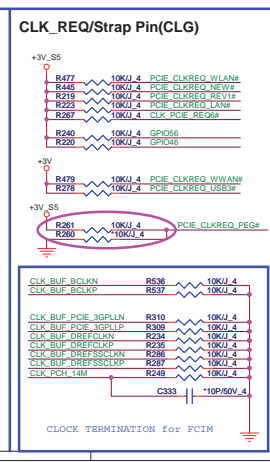 CLK_REQ/Strap Pin(CLG)
+3V_S5
R477 10K/J_4 PCIE_CLKREQ_WLAN#
R445 10K/J_4 PCIE_CLKREQ_NEW#
R219 10K/J_4 PCIE_CLKREQ_REV1#
R223 10K/J_4 PCIE_CLKREQ_LAN#
R267 10K/J_4 CLK_PCIE_REQ6#
R240 10K/J_4 GPIO56
R220 10K/J_4 GPIO46
+3V
R479 10K/J_4 PCIE_CLKREQ_WWAN#
R278 10K/J_4 PCIE_CLKREQ_USB3#
+3V_S5
R261 10K/J_4 PCIE_CLKREQ_PEG#
R260 *10K/J_4
CLK_BUF_BCLKN R536 10K/J_4
CLK_BUF_BCLKP R537 10K/J_4
CLK_BUF_PCIE_3GPLLN R310 10K/J_4
CLK_BUF_PCIE_3GPLLP R309 10K/J_4
CLK_BUF_DREFCLKN R234 10K/J_4
CLK_BUF_DREFCLKP R235 10K/J_4
CLK_BUF_DREFSSCLKN R286 10K/J_4
CLK_BUF_DREFSSCLKP R287 10K/J_4
CLK_PCH_14M R249 10K/J_4
C333 *10P/50V_4
CLOCK TERMINATION for FCIM